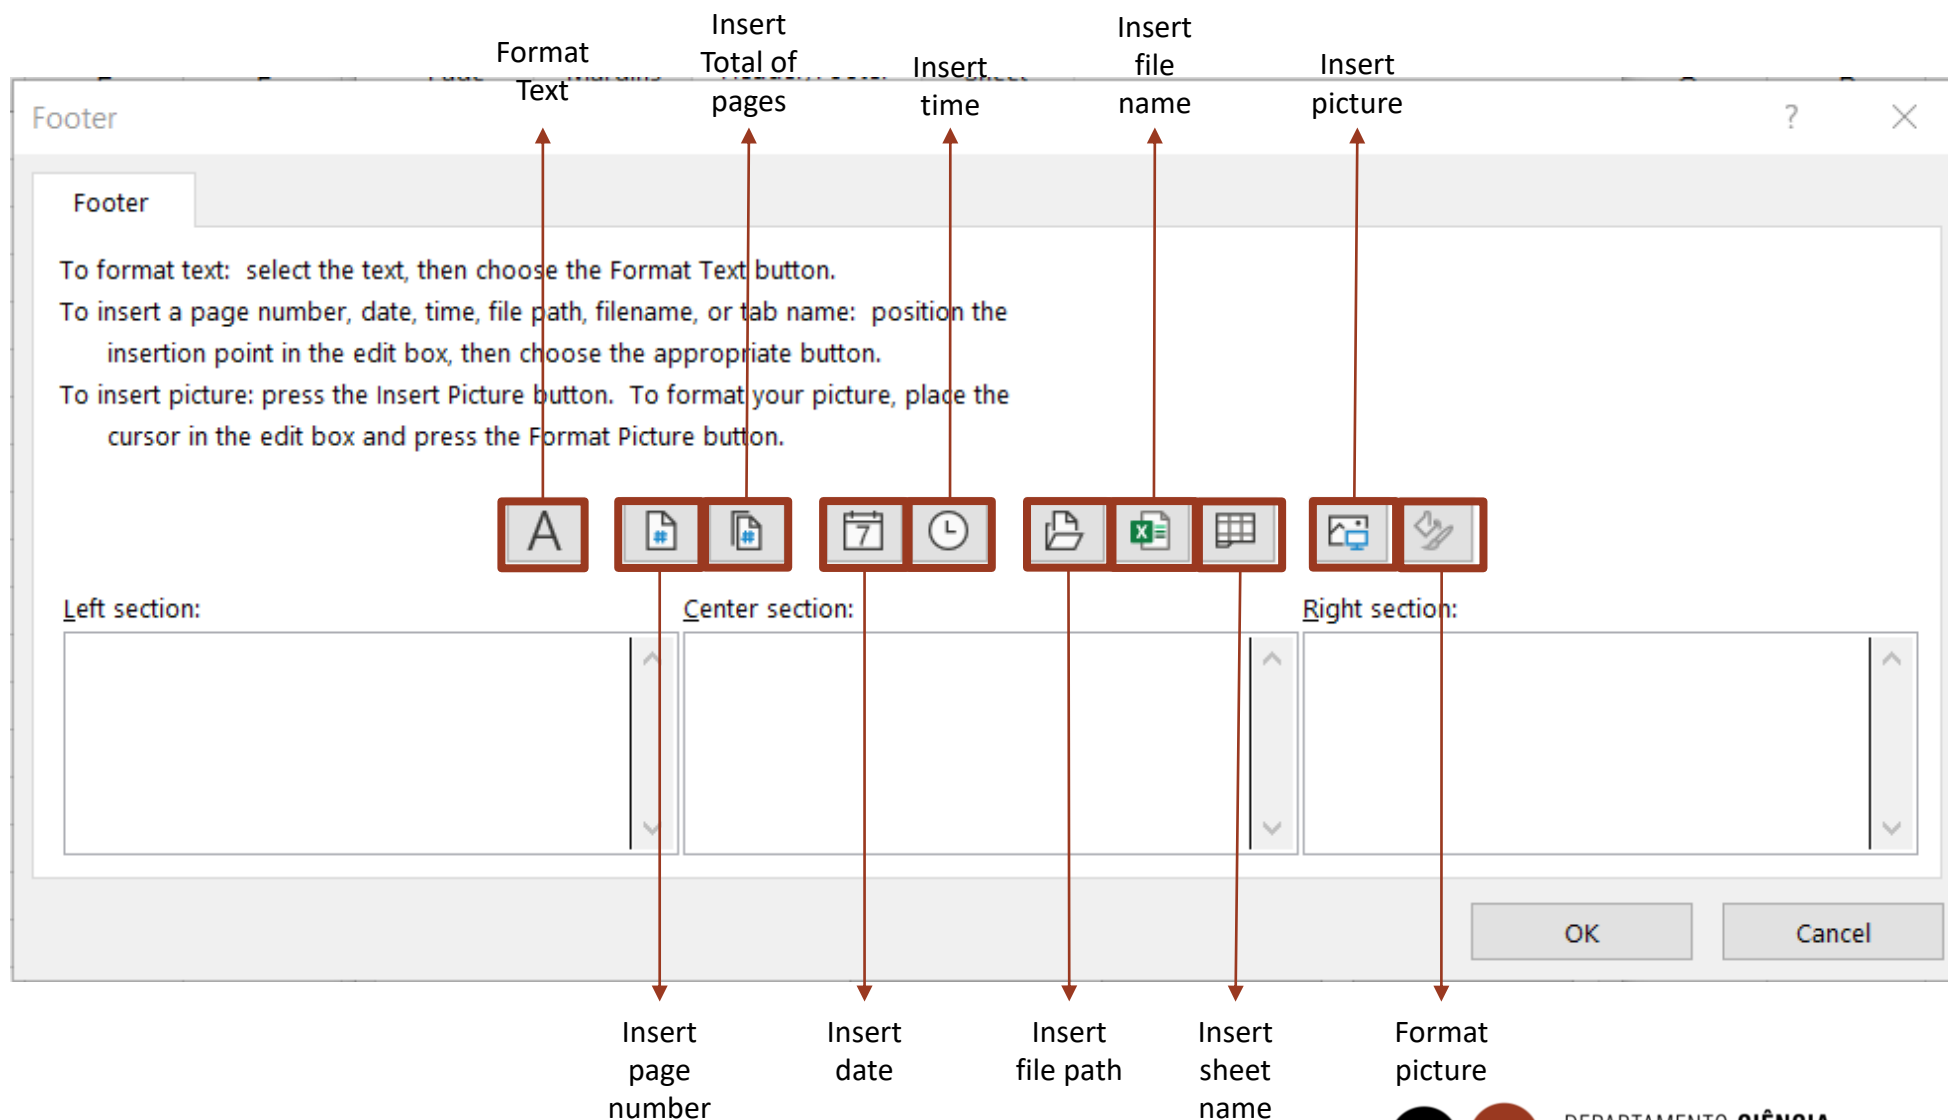 Format
Text
Insert
Total of
pages
Insert
time
Insert
file
name
Insert
picture
Footer
?
Footer
To format text: select the text, then choose the Format Text button.
To insert a page number, date, time, file path, filename, or tab name: position the
insertion point in the edit box, then choose the appropriate button.
To insert picture: press the Insert Picture button. To format your picture, place the
cursor in the edit box and press the Format Picture button.
A
#
#
7
X
Left section:
Center section:
Right section:
OK
Cancel
Insert
page
number
Insert
date
Insert
file path
Insert
sheet
name
Format
picture
DEPARTAMENTO CIÊNCIA